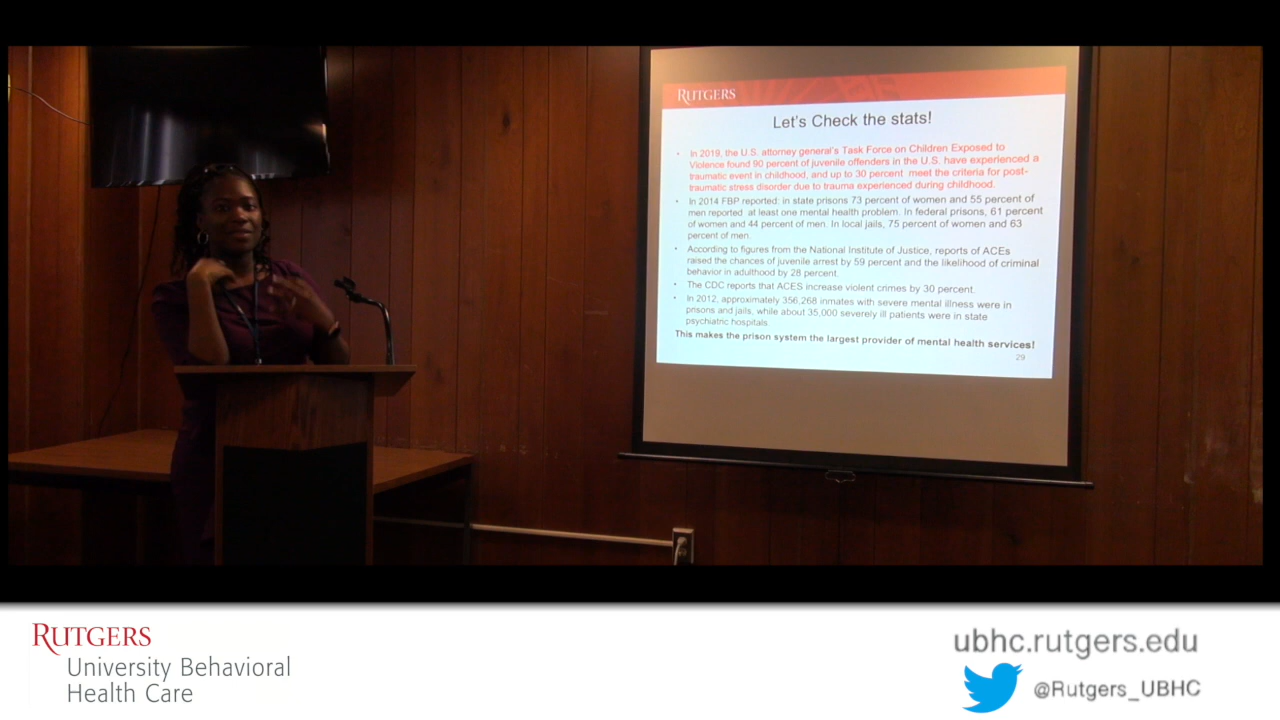 RUTGERS
Let's Check the stats!
• In 2019, the U.S. attorney general's Task Force on Children Exposed to
Violence found 90 percent of juvenile offenders in the U.S. have experienced a
traumatic event in childhood, and up to 30 percent meet the criteria for post-
traumatic stress disorder due to trauma experienced during childhood.
• In 2014 FBP reported: in state prisons 73 percent of women and 55 percent of
men reported at least one mental health problem. In federal prisons, 61 percent
of women and 44 percent of men. In local jails, 75 percent of women and 63
percent of men.
• According to figures from the National Institute of Justice, reports of ACEs
raised the chances of juvenile arrest by 59 percent and the likelihood of criminal
behavior in adulthood by 28 percent.
• The CDC reports that ACES increase violent crimes by 30 percent.
• In 2012, approximately 356,268 inmates with severe mental illness were in
prisons and jails, while about 35,000 severely ill patients were in state
psychiatric hospitals.
This makes the prison system the largest provider of mental health services!
29
RUTGERS
University Behavioral
Health Care
ubhc.rutgers.edu
@Rutgers_UBHC